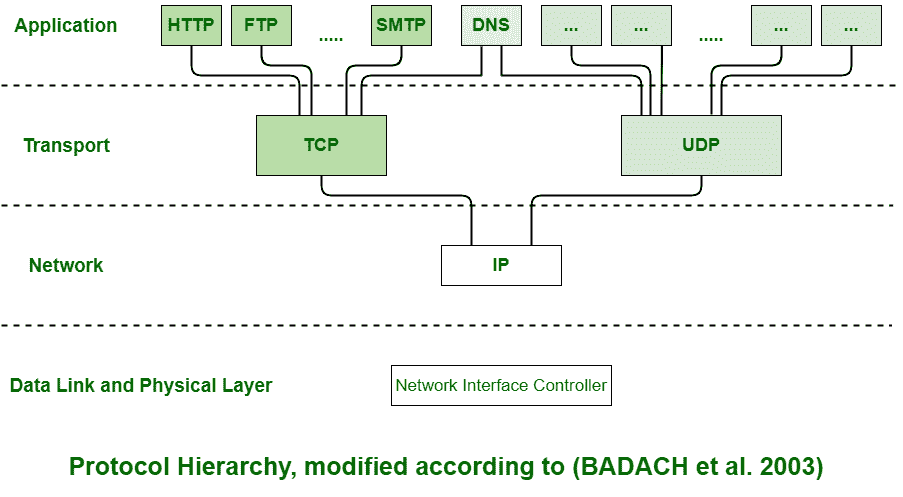 Application
HTTP
FTP
.....
SMTP
DNS
...
...
.....
...
...
Transport
TCP
UDP
Network
IP
Data Link and Physical Layer
Network Interface Controller
Protocol Hierarchy, modified according to (BADACH et al. 2003)